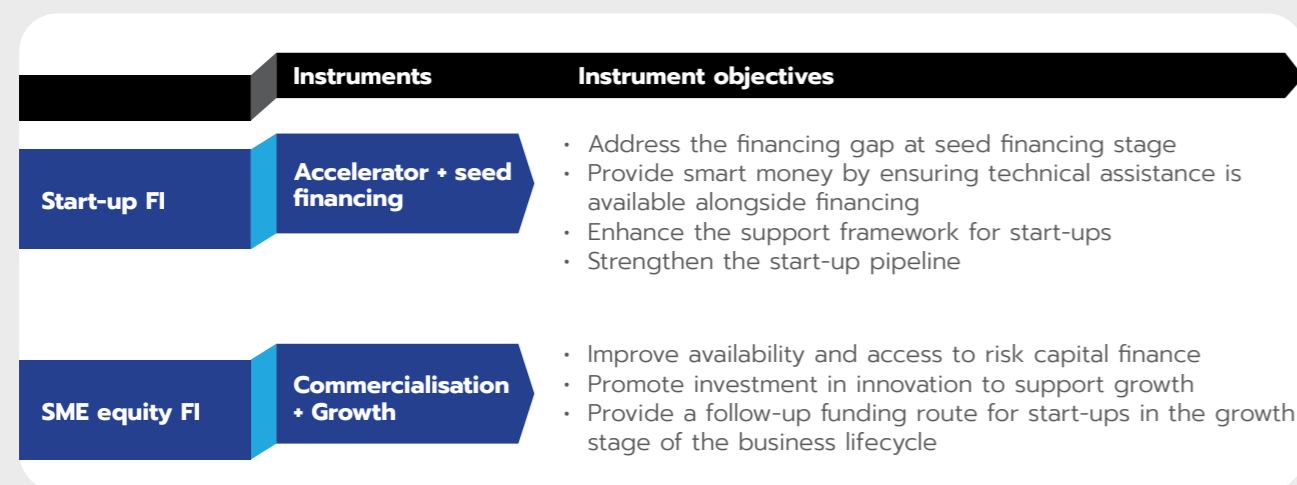 Instruments
Instrument objectives
Start-up FI
Accelerator + seed
financing
• Address the financing gap at seed financing stage
• Provide smart money by ensuring technical assistance is
available alongside financing
• Enhance the support framework for start-ups
• Strengthen the start-up pipeline
SME equity FI
Commercialisation
+ Growth
• Improve availability and access to risk capital finance
• Promote investment in innovation to support growth
• Provide a follow-up funding route for start-ups in the growth
stage of the business lifecycle